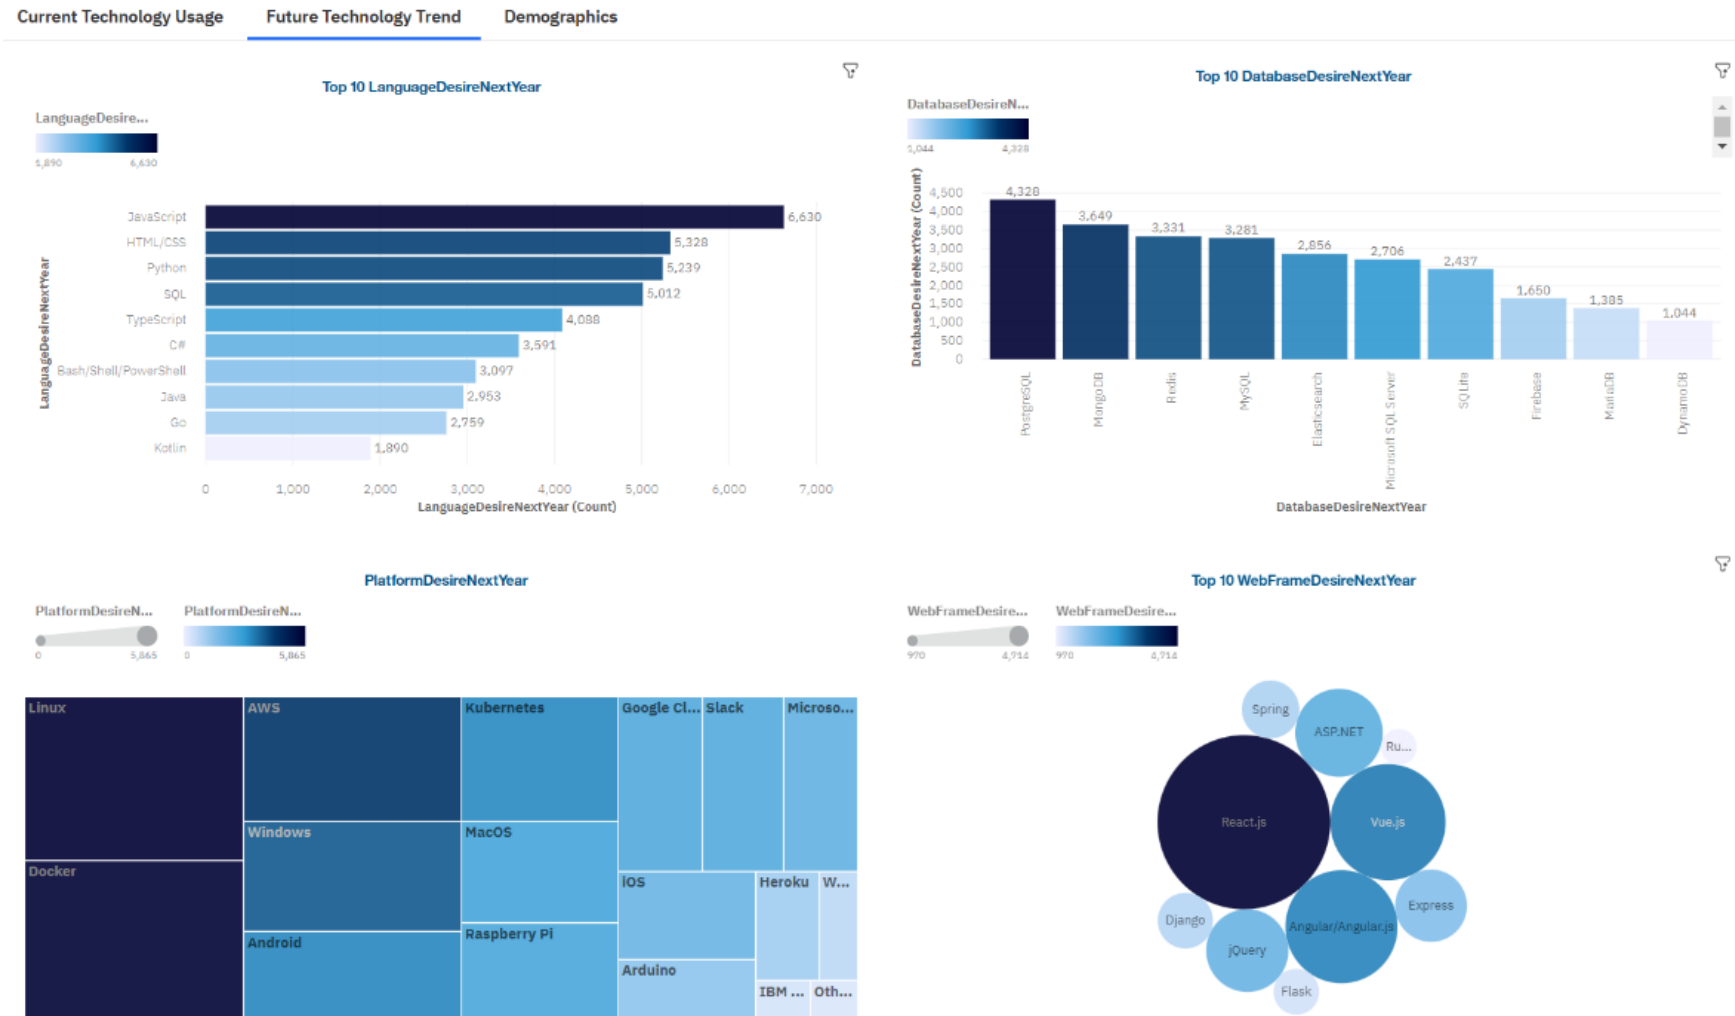 Current Technology Usage
Future Technology Trend
Demographics
Top 10 LanguageDesireNextYear
LanguageDesire...
1,890 6,630
LanguageDesireNextYear
JavaScript 6,630
HTML/CSS 5,328
Python 5,239
SQL 5,012
TypeScript 4,088
C# 3,591
Bash/Shell/PowerShell 3,097
Java 2,953
Go 2,759
Kotlin 1,890
0 1,000 2,000 3,000 4,000 5,000 6,000 7,000
LanguageDesireNextYear (Count)
Top 10 DatabaseDesireNextYear
DatabaseDesireN...
1,044 4,328
DatabaseDesireNextYear (Count)
4,500
4,000
3,500
3,000
2,500
2,000
1,500
1,000
500
0
4,328
3,649
3,331
3,281
2,856
2,706
2,437
1,650
1,385
1,044
PostgreSQL
MongoDB
Redis
MySQL
Elasticsearch
Microsoft SQL Server
SQLite
Firebase
MariaDB
DynamoDB
DatabaseDesireNextYear
PlatformDesireNextYear
PlatformDesireN... PlatformDesireN...
0 5,865 0 5,865
Linux
Docker
AWS
Windows
Android
Kubernetes
MacOS
Raspberry Pi
Google Cl...
Slack
Microso...
iOS
Arduino
Heroku
W...
IBM ...
Oth...
Top 10 WebFrameDesireNextYear
WebFrameDesire... WebFrameDesire...
970 4,714 970 4,714
Spring
ASP.NET
Ru...
React.js
Vue.js
Express
Angular/Angular.js
Django
jQuery
Flask